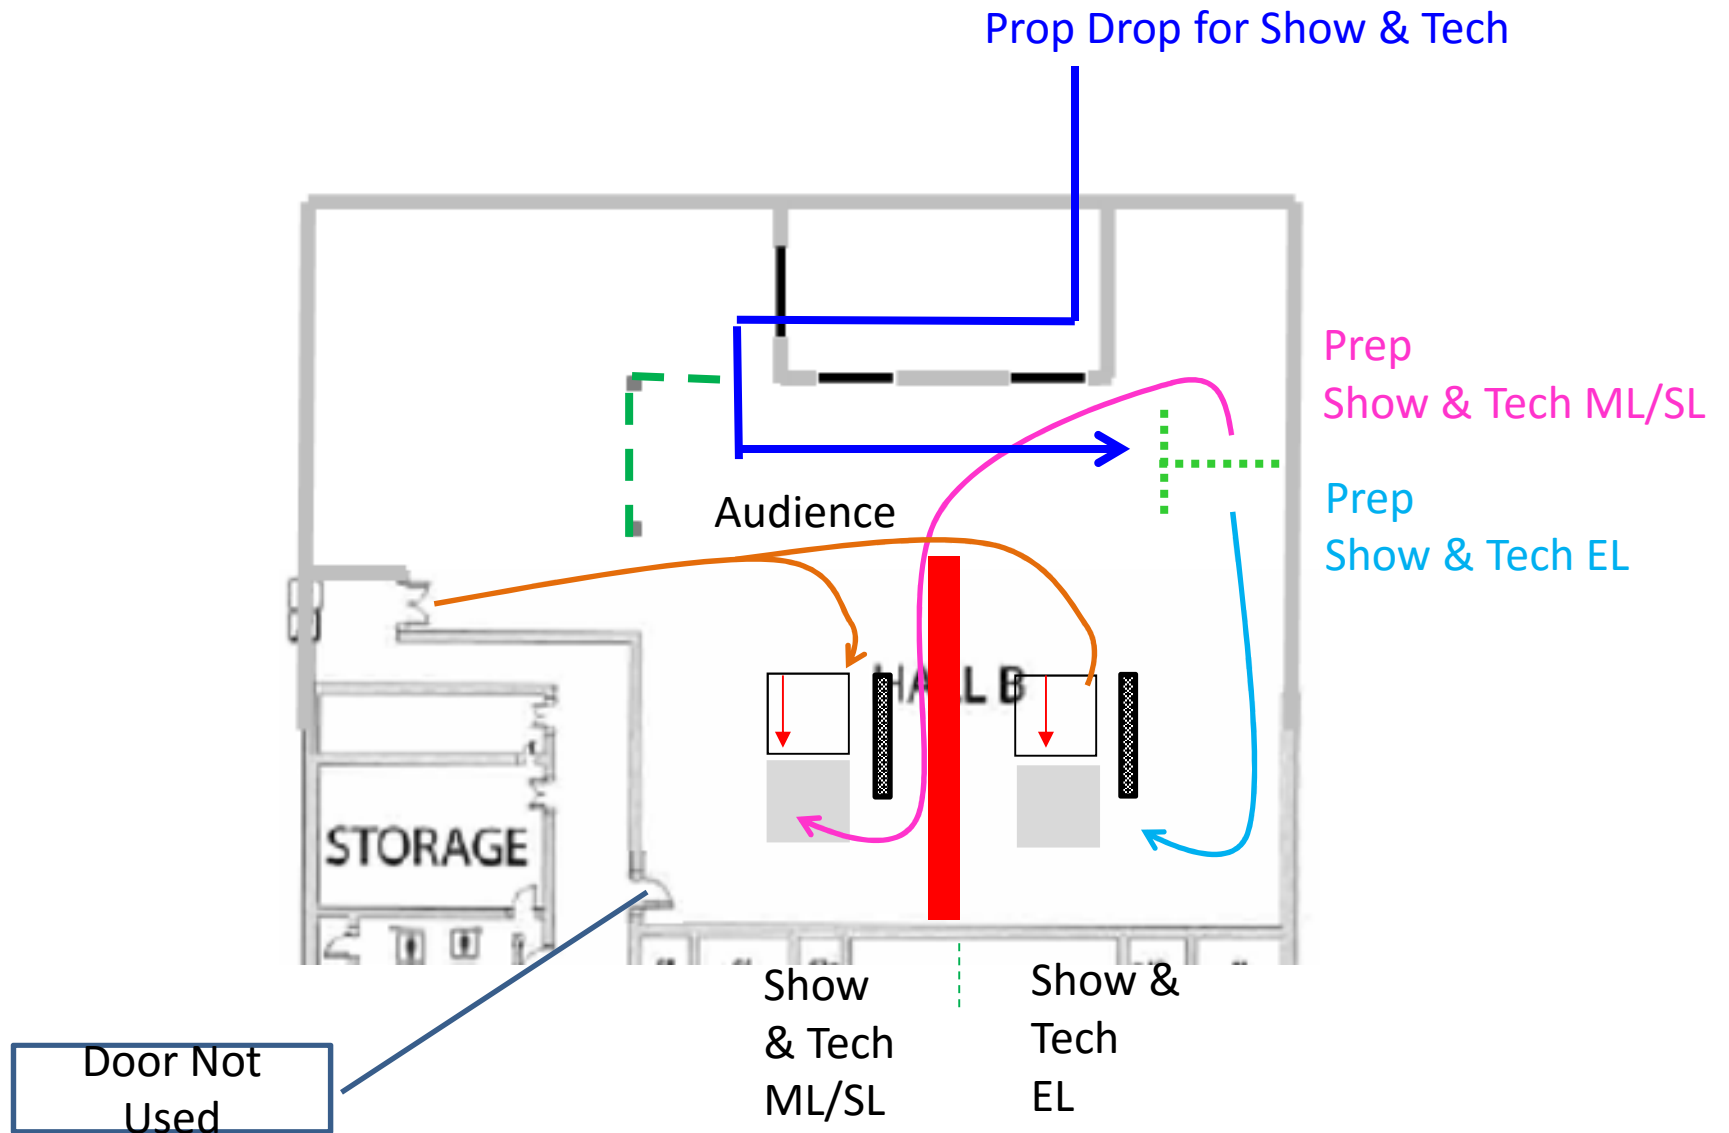 Prop Drop for Show & Tech
Prep
Show & Tech ML/SL
Prep
Show & Tech EL
Audience
HALL B
STORAGE
Show
& Tech
ML/SL
Show &
Tech
EL
Door Not
Used